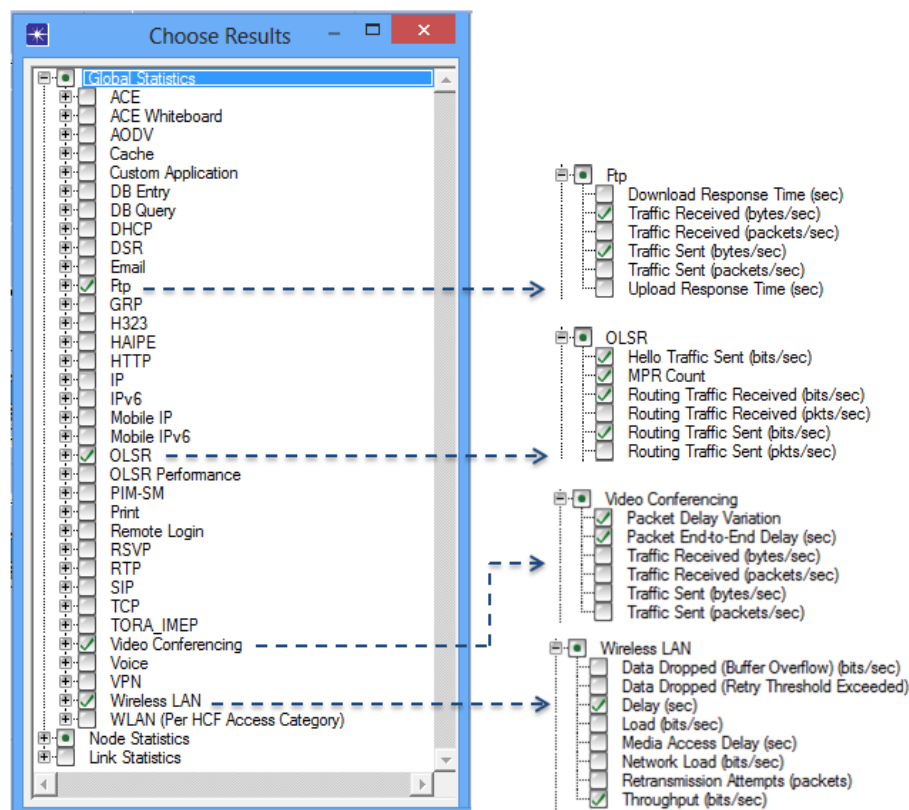 Choose Results
Global Statistics
ACE
ACE Whiteboard
AODV
Cache
Custom Application
DB Entry
DB Query
DHCP
DSR
Email
Ftp
GRP
H323
HAIPE
HTTP
IP
IPv6
Mobile IP
Mobile IPv6
OLSR
OLSR Performance
PIM-SM
Print
Remote Login
RSVP
RTP
SIP
TCP
TORA_IMEP
Video Conferencing
Voice
VPN
Wireless LAN
WLAN (Per HCF Access Category)
Node Statistics
Link Statistics
Ftp
Download Response Time (sec)
Traffic Received (bytes/sec)
Traffic Received (packets/sec)
Traffic Sent (bytes/sec)
Traffic Sent (packets/sec)
Upload Response Time (sec)
OLSR
Hello Traffic Sent (bits/sec)
MPR Count
Routing Traffic Received (bits/sec)
Routing Traffic Received (pkts/sec)
Routing Traffic Sent (bits/sec)
Routing Traffic Sent (pkts/sec)
Video Conferencing
Packet Delay Variation
Packet End-to-End Delay (sec)
Traffic Received (bytes/sec)
Traffic Received (packets/sec)
Traffic Sent (bytes/sec)
Traffic Sent (packets/sec)
Wireless LAN
Data Dropped (Buffer Overflow) (bits/sec)
Data Dropped (Retry Threshold Exceeded)
Delay (sec)
Load (bits/sec)
Media Access Delay (sec)
Network Load (bits/sec)
Retransmission Attempts (packets)
Throughput (bits/sec)